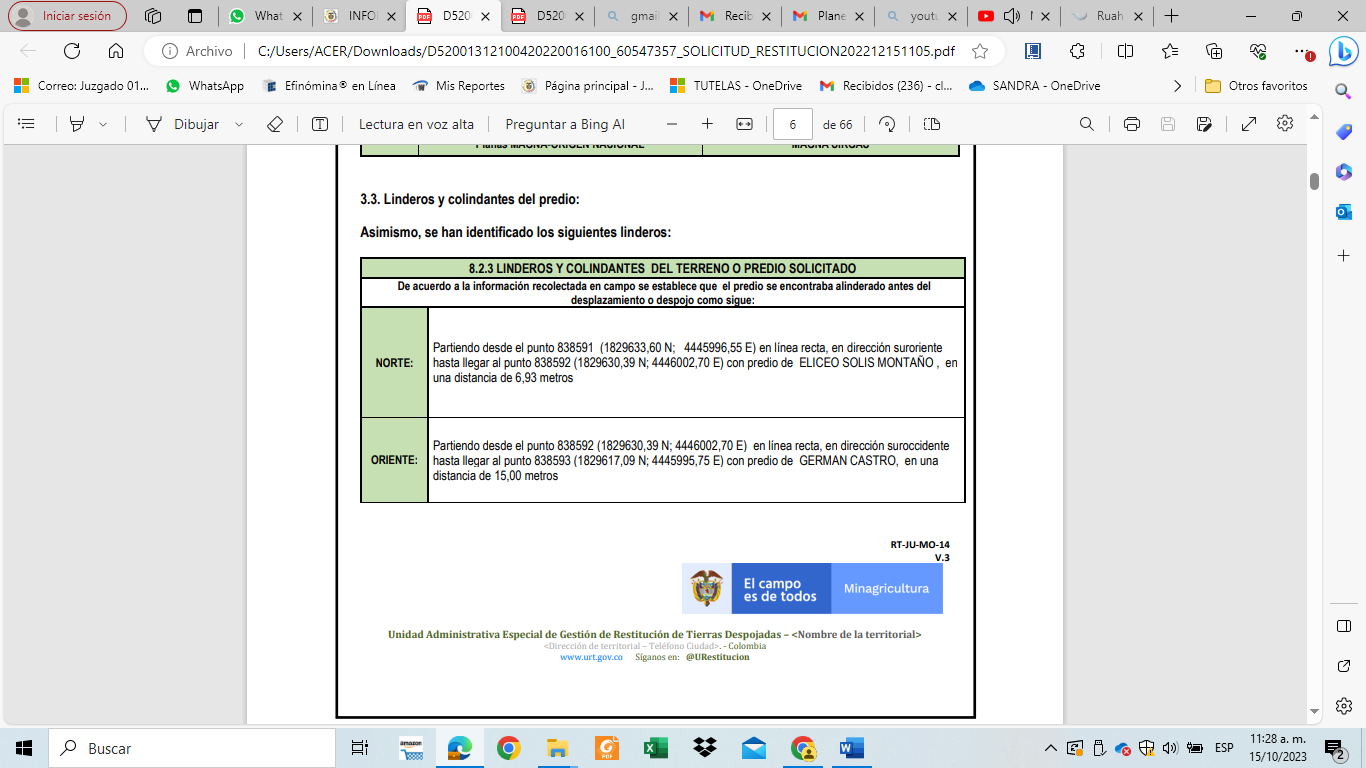 Iniciar sesión
What
INFO
D520
D520
gmail
Recib
Plane
youtu
Ruah
Archivo
C:/Users/ACER/Downloads/D52001312100420220016100_60547357_SOLICITUD_RESTITUCION202212151105.pdf
Correo: Juzgado 01...
WhatsApp
Efinómina® en Línea
Mis Reportes
Página principal - J...
TUTELAS - OneDrive
Recibidos (236) - cl...
SANDRA - OneDrive
Otros favoritos
Dibujar
Lectura en voz alta
Preguntar a Bing AI
6
de 66
Planas MAGNA-ORIGEN NACIONAL
MAGNA SIRGAS
3.3. Linderos y colindantes del predio:
Asimismo, se han identificado los siguientes linderos:
8.2.3 LINDEROS Y COLINDANTES DEL TERRENO O PREDIO SOLICITADO
De acuerdo a la información recolectada en campo se establece que el predio se encontraba alinderado antes del
desplazamiento o despojo como sigue:
NORTE:
Partiendo desde el punto 838591 (1829633,60 N; 4445996,55 E) en línea recta, en dirección suroriente
hasta llegar al punto 838592 (1829630,39 N; 4446002,70 E) con predio de ELICEO SOLIS MONTAÑO , en
una distancia de 6,93 metros
ORIENTE:
Partiendo desde el punto 838592 (1829630,39 N; 4446002,70 E) en línea recta, en dirección suroccidente
hasta llegar al punto 838593 (1829617,09 N; 4445995,75 E) con predio de GERMAN CASTRO, en una
distancia de 15,00 metros
RT-JU-MO-14
V.3
El campo
es de todos
Minagricultura
Unidad Administrativa Especial de Gestión de Restitución de Tierras Despojadas – <Nombre de la territorial>
<Dirección de territorial – Teléfono Ciudad>. - Colombia
www.urt.gov.co Síganos en: @URestitucion
Buscar
amazon
ESP
11:28 a. m.
15/10/2023
2